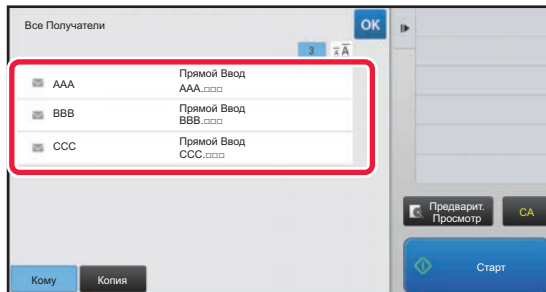 Все Получатели
OK
3 A A
AAA Прямой Ввод
AAA.□□□
BBB Прямой Ввод
BBB.□□□
CCC Прямой Ввод
CCC.□□□
Предварит.
Просмотр
CA
Старт
Кому Копия